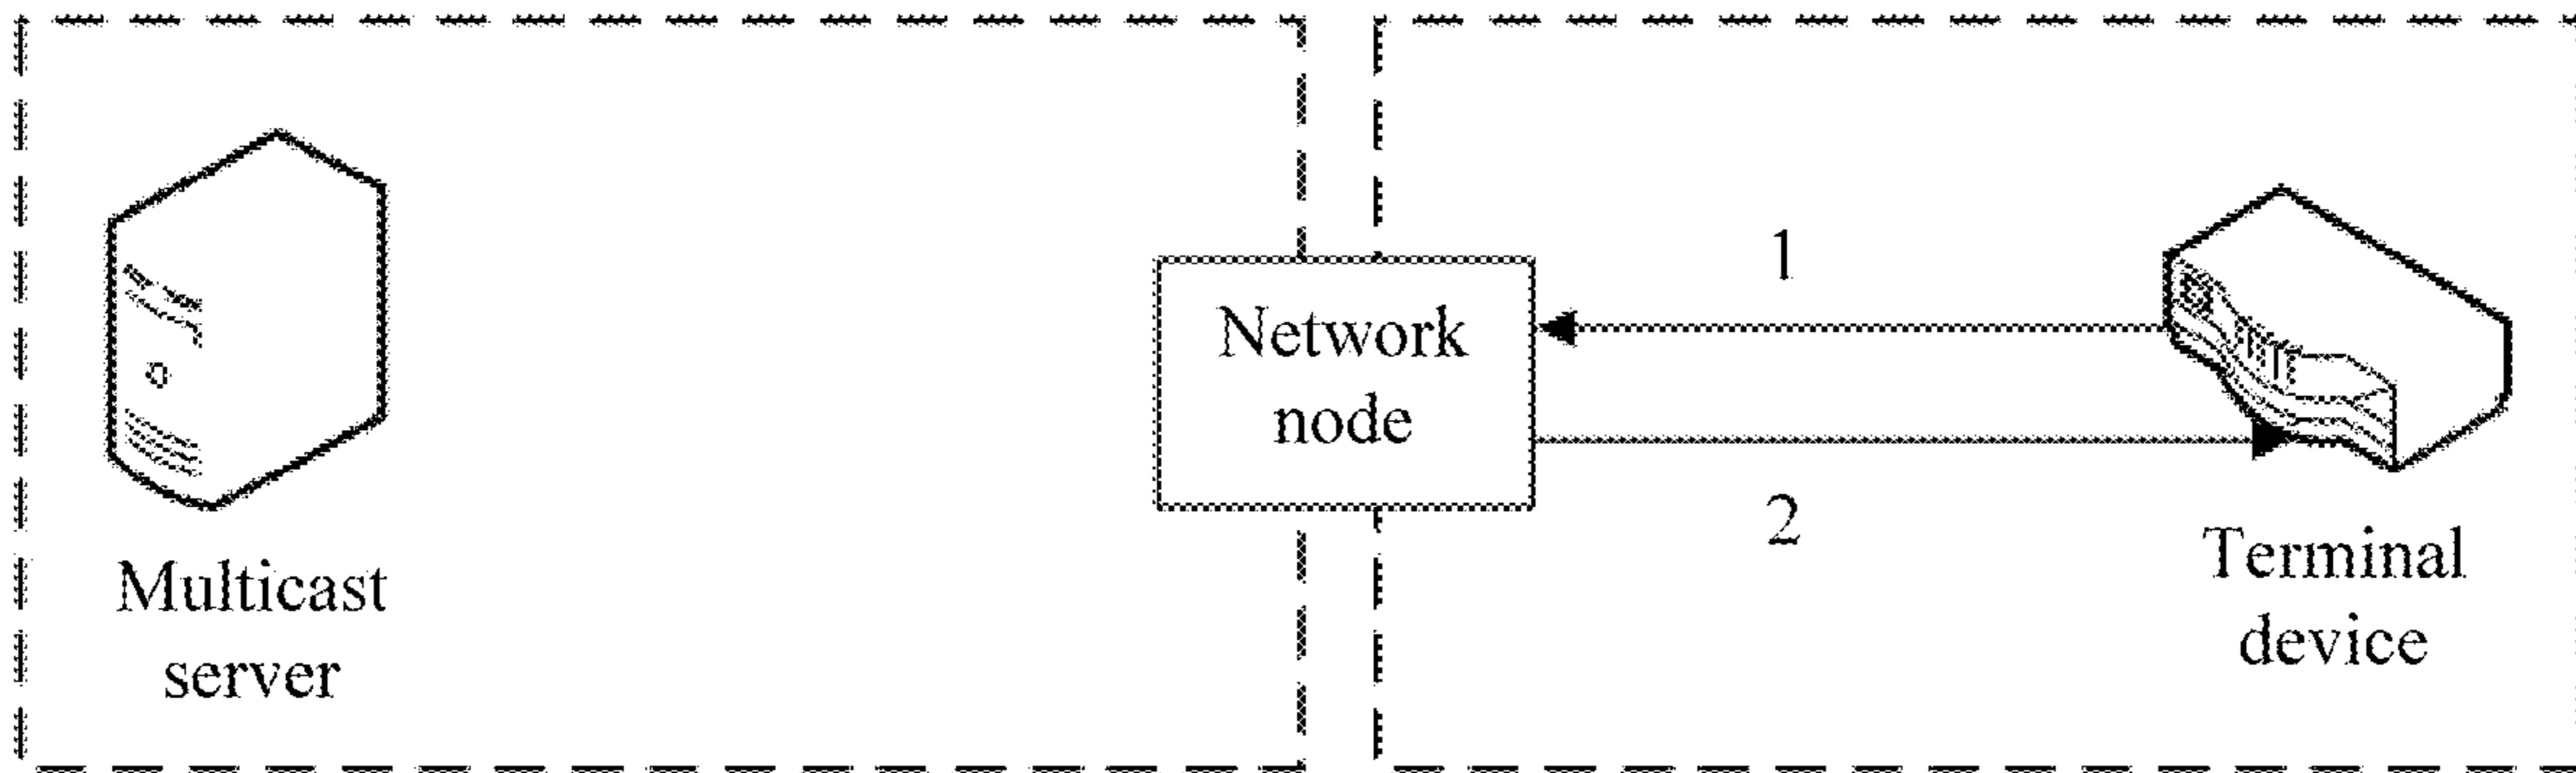 Multicast
server
Network
node
1
2
Terminal
device